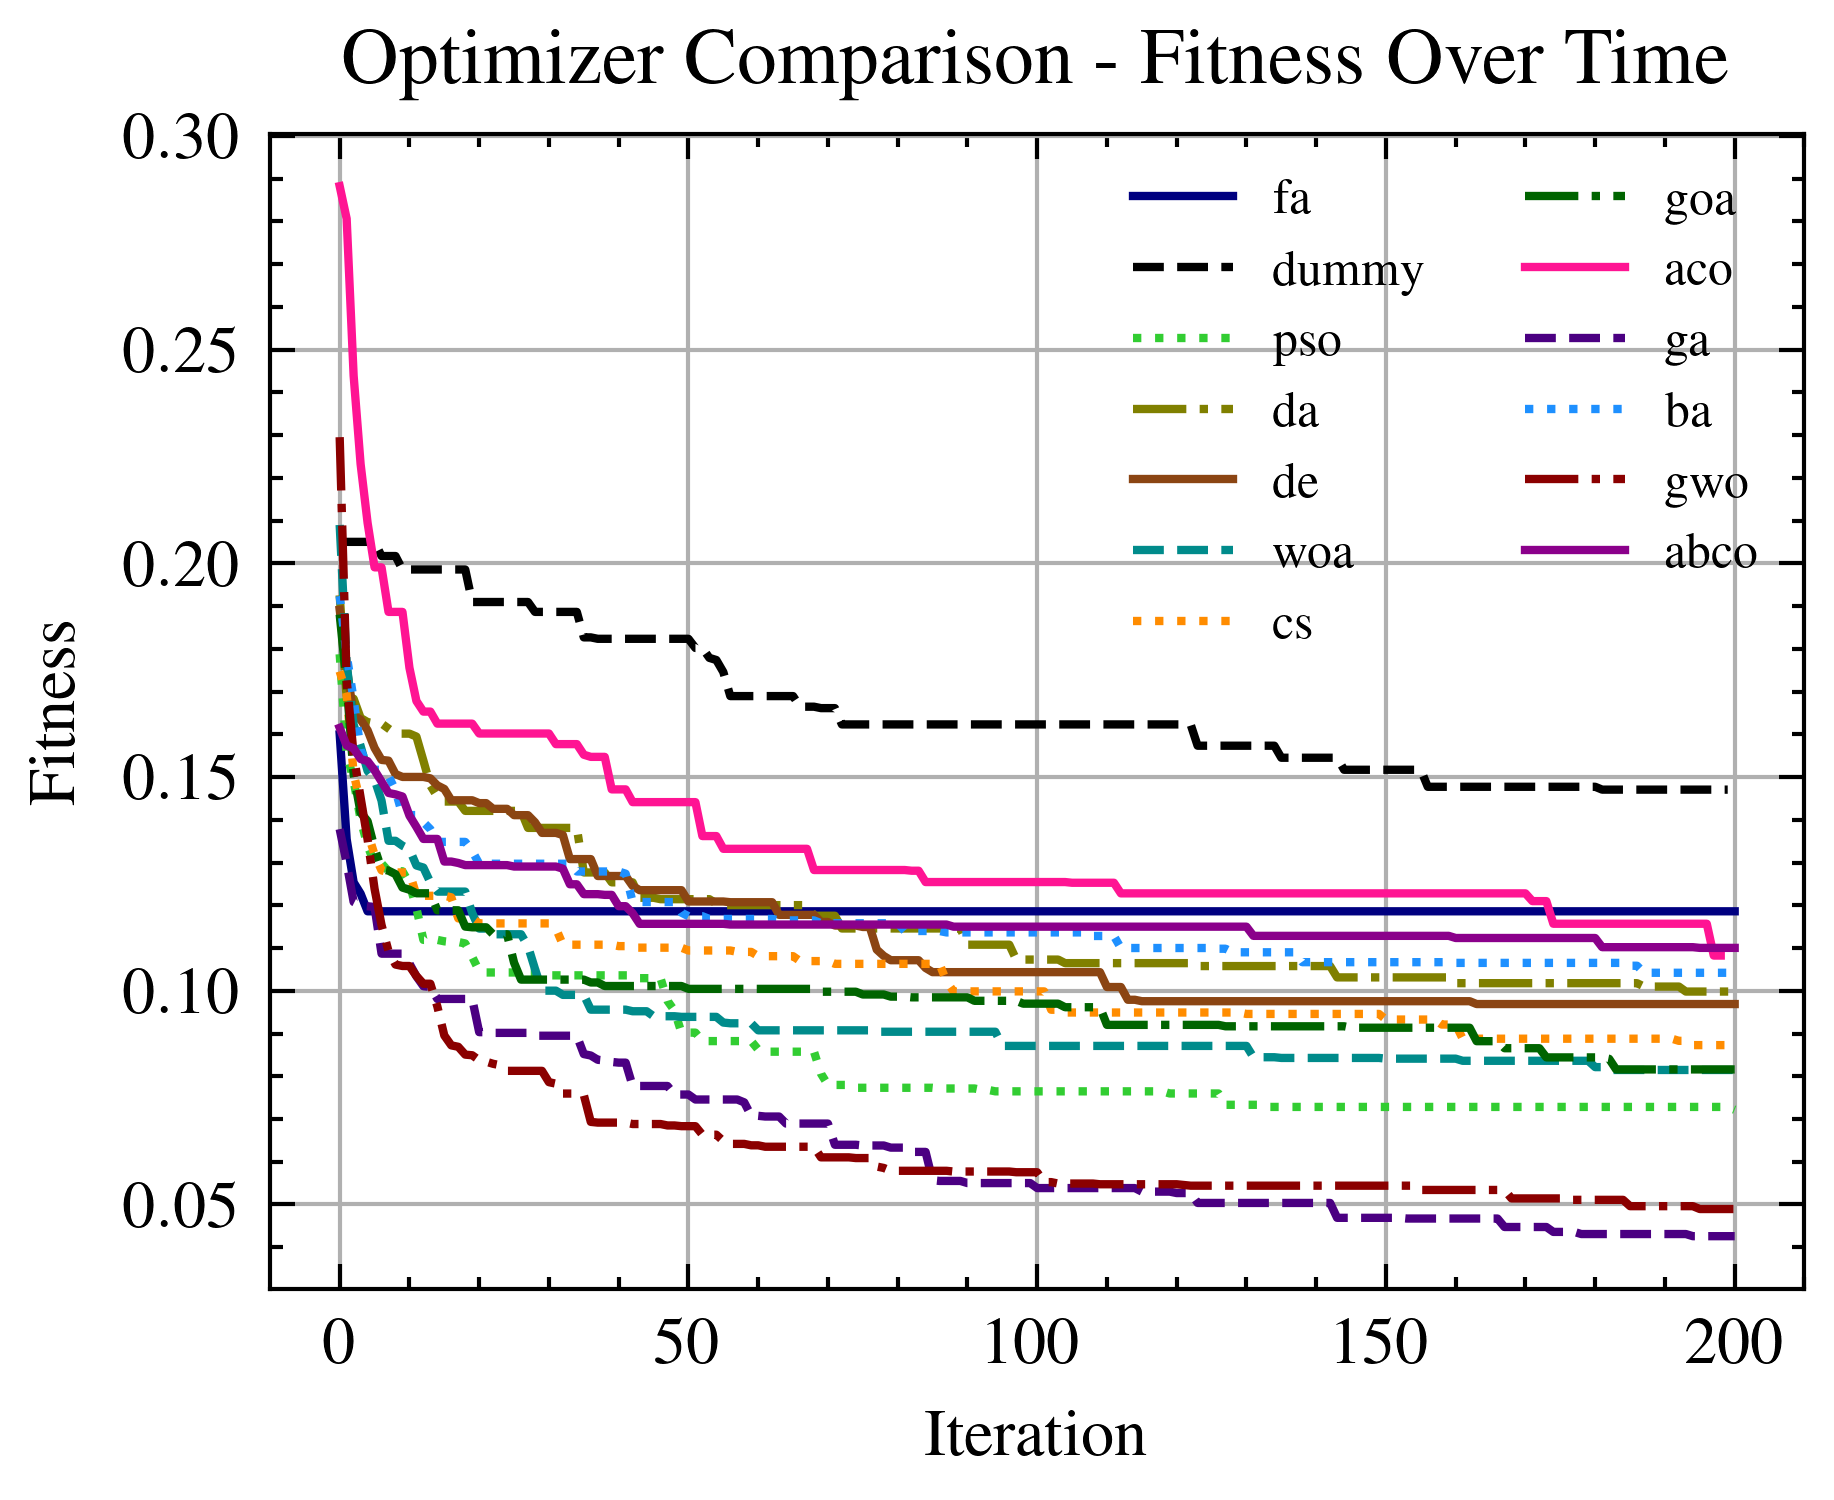 Optimizer Comparison - Fitness Over Time
0.30
0.25
0.20
0.15
0.10
0.05
Fitness
fa
dummy
pso
da
de
woa
cs
goa
aco
ga
ba
gwo
abco
0 50 100 150 200
Iteration